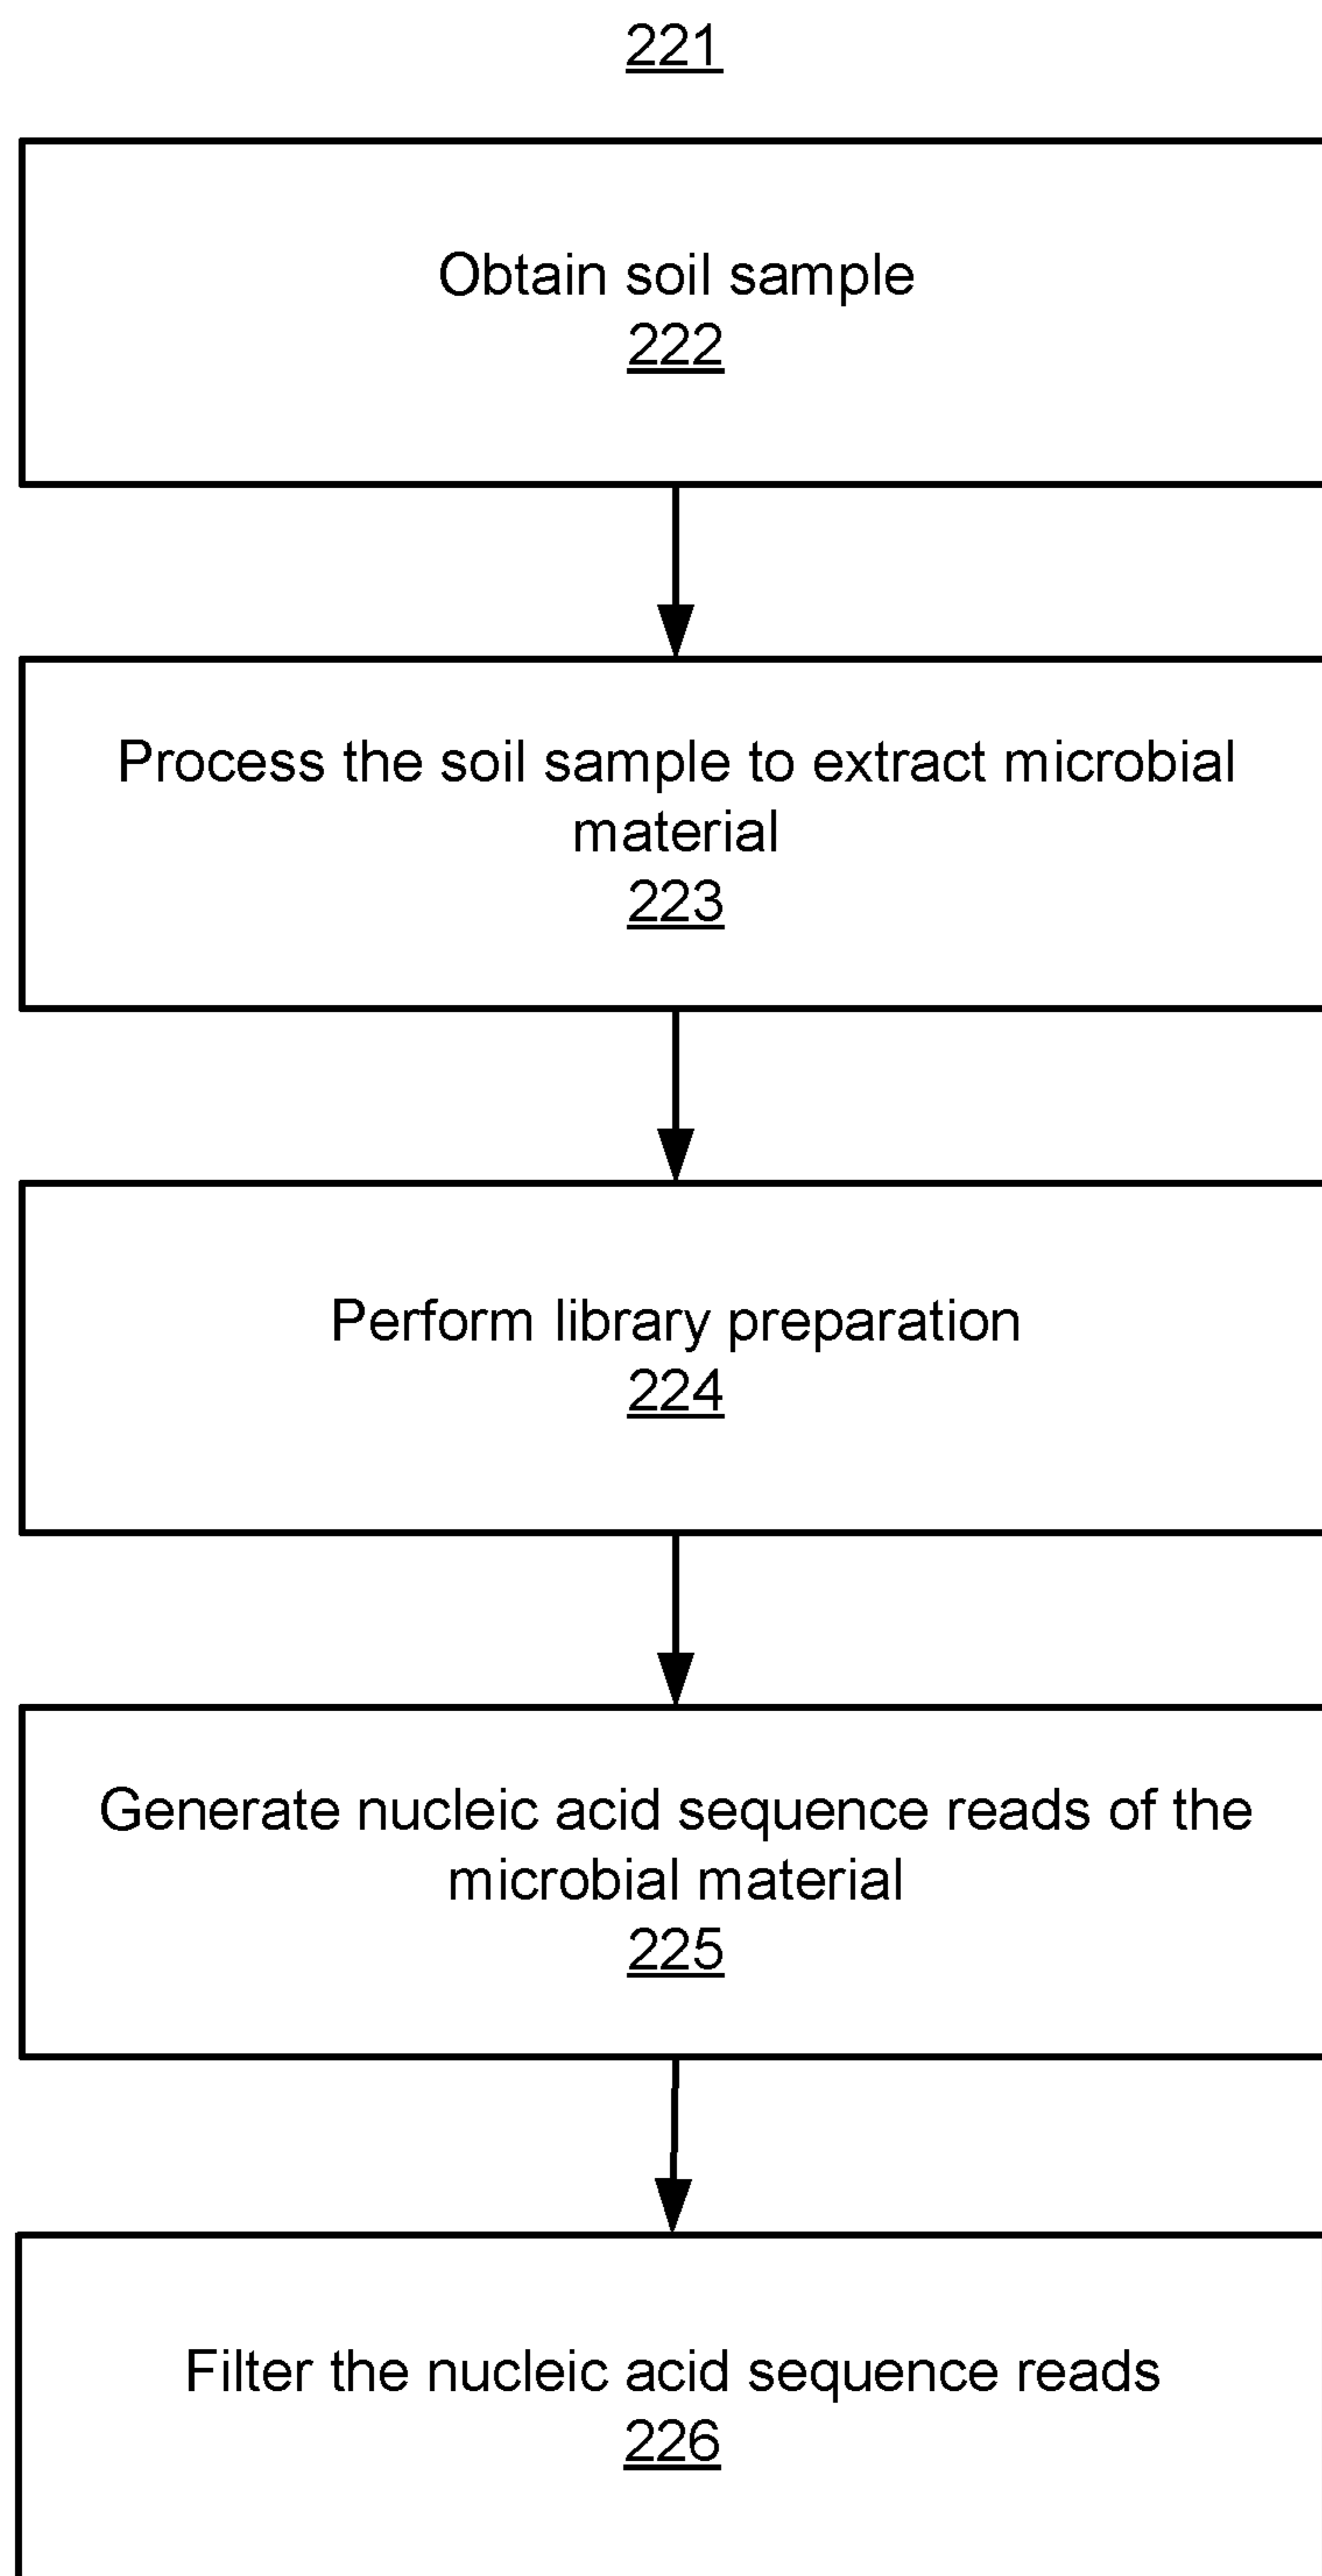 221
Obtain soil sample
222
Process the soil sample to extract microbial
material
223
Perform library preparation
224
Generate nucleic acid sequence reads of the
microbial material
225
Filter the nucleic acid sequence reads
226